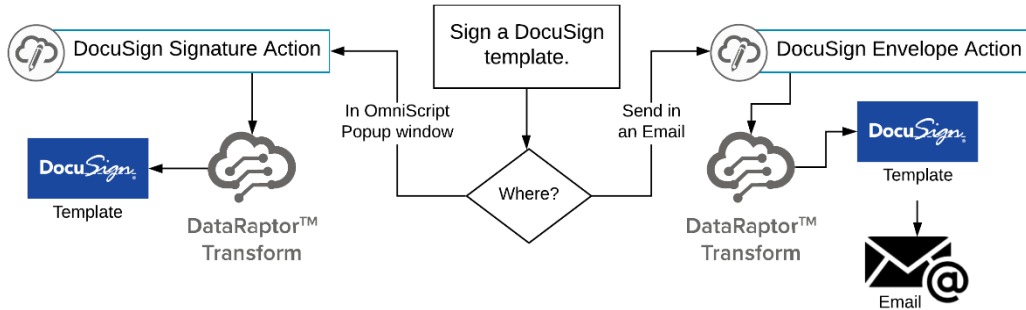 DocuSign Signature Action
Sign a DocuSign
template.
DocuSign Envelope Action
In OmniScript
Popup window
Send in
an Email
DocuSign
Template
DataRaptor™
Transform
Where?
DataRaptor™
Transform
DocuSign
Template
Email